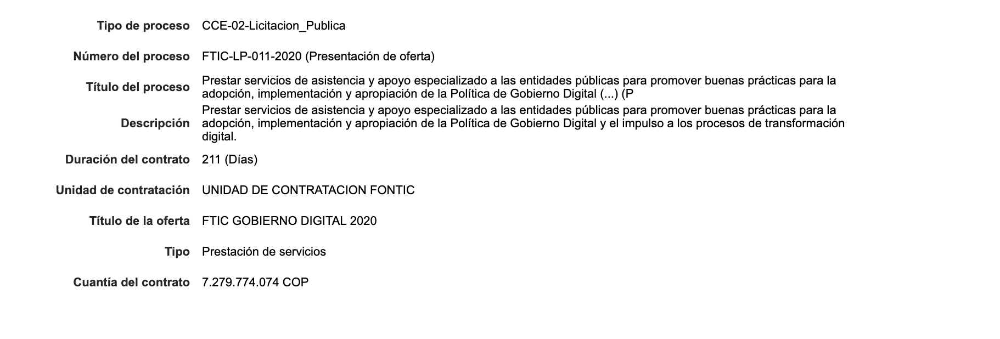 Tipo de proceso CCE-02-Licitacion_Publica
Número del proceso FTIC-LP-011-2020 (Presentación de oferta)
Título del proceso Prestar servicios de asistencia y apoyo especializado a las entidades públicas para promover buenas prácticas para la
adopción, implementación y apropiación de la Política de Gobierno Digital (...) (P
Descripción Prestar servicios de asistencia y apoyo especializado a las entidades públicas para promover buenas prácticas para la
adopción, implementación y apropiación de la Política de Gobierno Digital y el impulso a los procesos de transformación
digital.
Duración del contrato 211 (Días)
Unidad de contratación UNIDAD DE CONTRATACION FONTIC
Título de la oferta FTIC GOBIERNO DIGITAL 2020
Tipo Prestación de servicios
Cuantía del contrato 7.279.774.074 COP